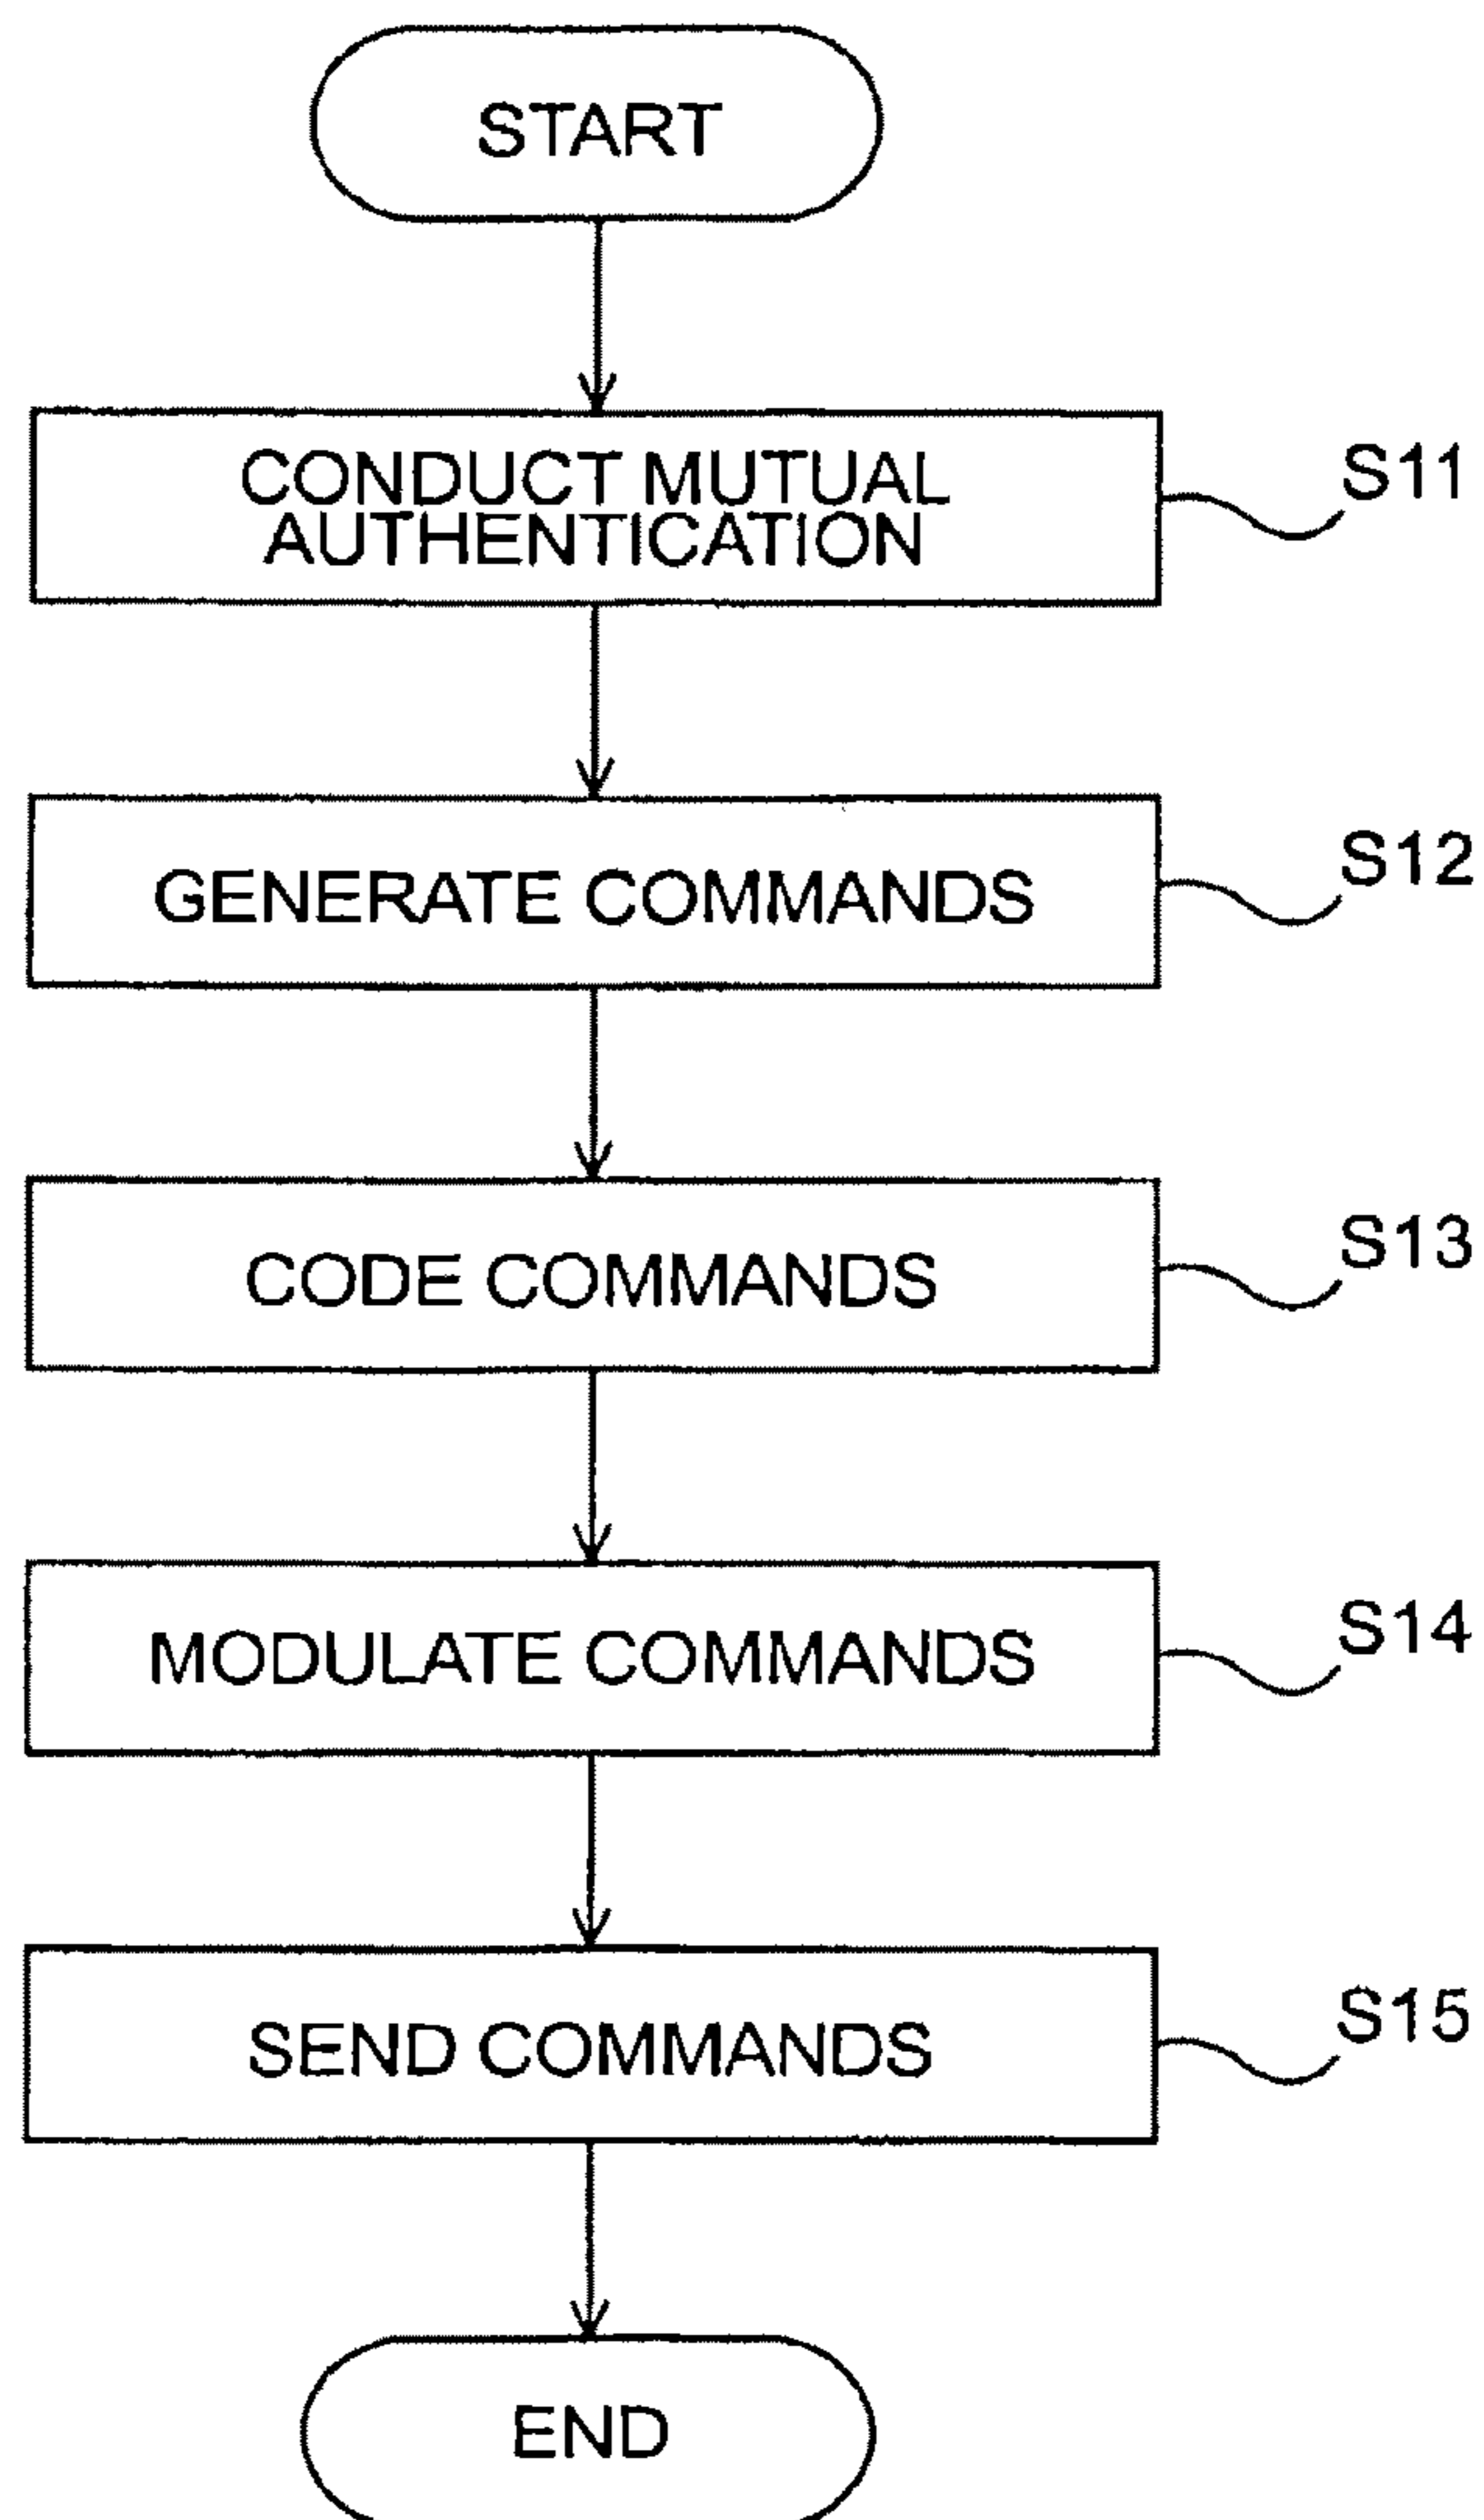 START
CONDUCT MUTUAL
AUTHENTICATION
S11
GENERATE COMMANDS
S12
CODE COMMANDS
S13
MODULATE COMMANDS
S14
SEND COMMANDS
S15
END